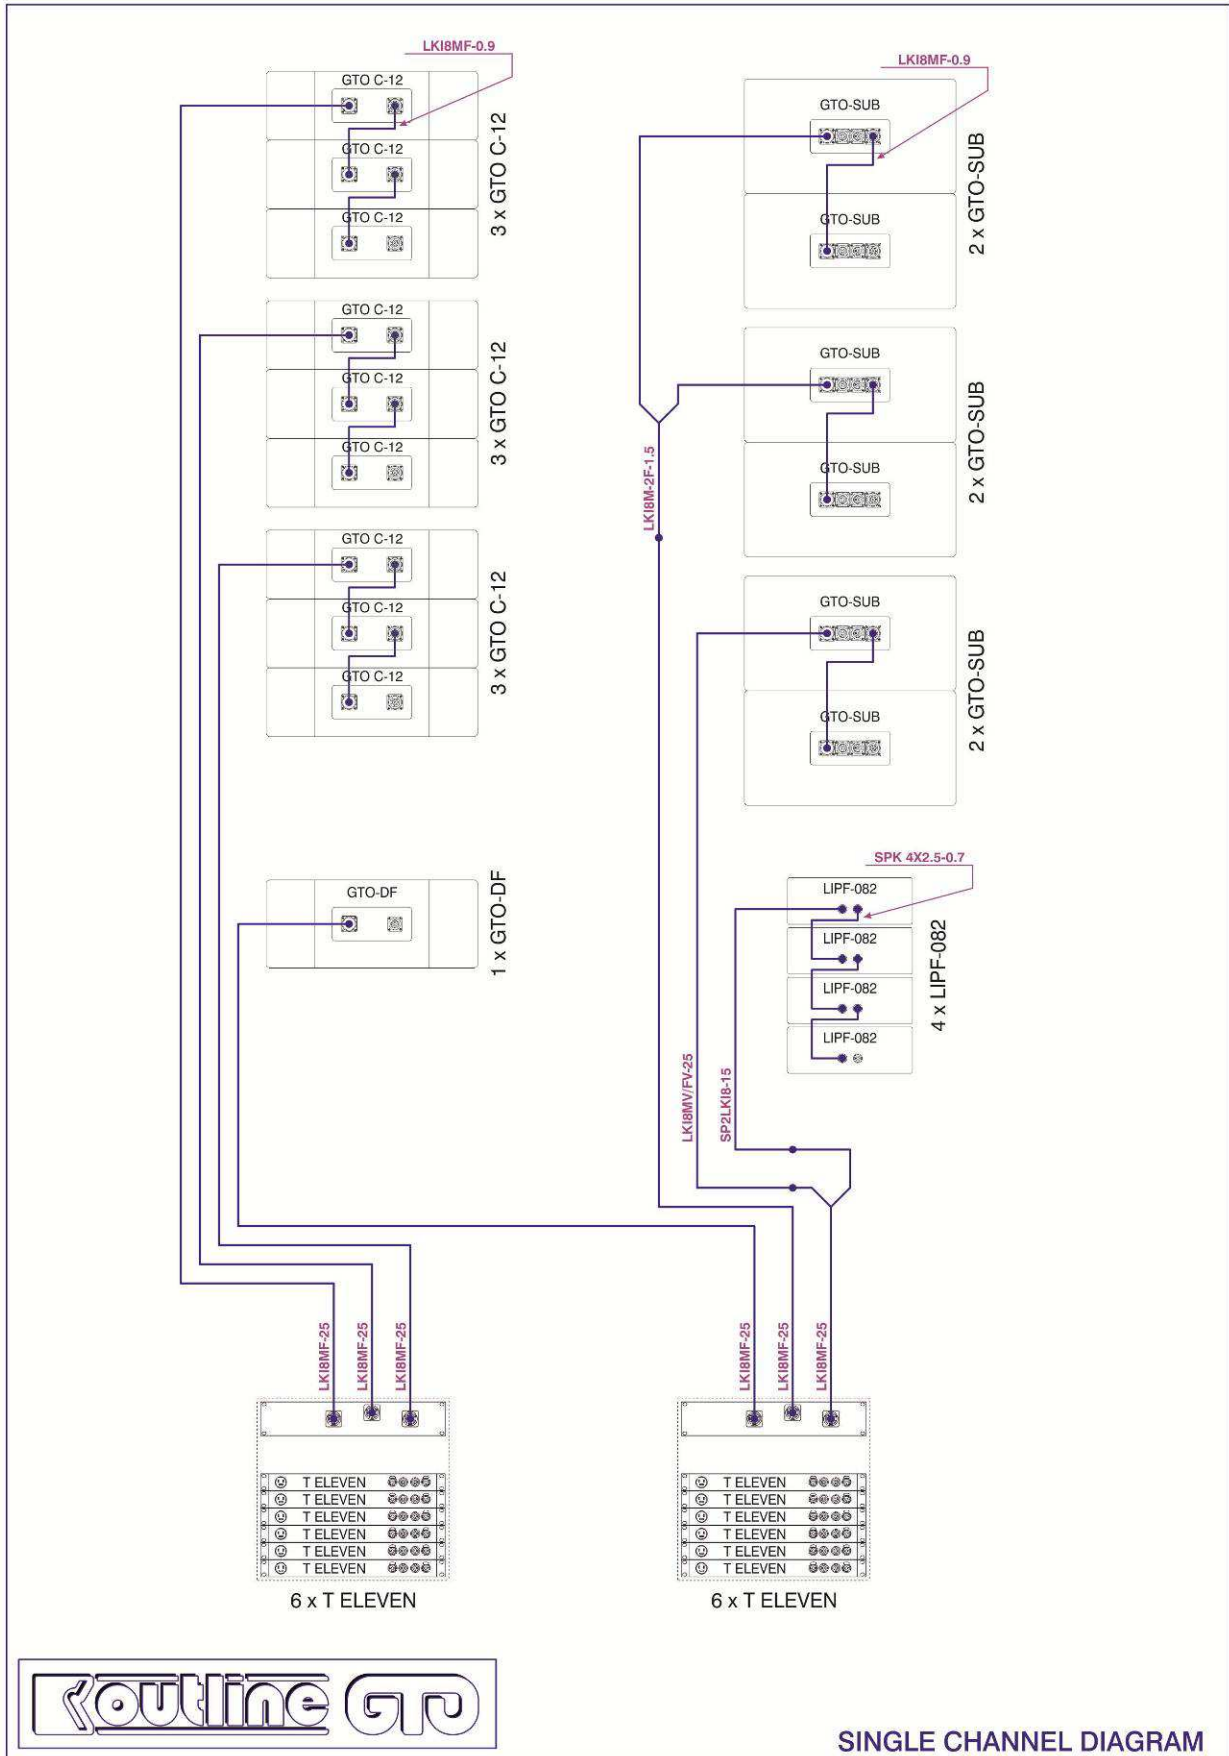 LKI8MF-0.9
GTO C-12
GTO C-12
GTO C-12
3 x GTO C-12
GTO C-12
GTO C-12
GTO C-12
3 x GTO C-12
GTO C-12
GTO C-12
GTO C-12
3 x GTO C-12
GTO-DF
1 x GTO-DF
LKI8MF-0.9
GTO-SUB
GTO-SUB
2 x GTO-SUB
GTO-SUB
GTO-SUB
2 x GTO-SUB
LKI8M-2F-1.5
GTO-SUB
GTO-SUB
2 x GTO-SUB
SPK 4X2.5-0.7
LIPF-082
LIPF-082
LIPF-082
LIPF-082
4 x LIPF-082
LKI8MV/FV-25
SP2LKI8-15
LKI8MF-25
LKI8MF-25
LKI8MF-25
T ELEVEN
T ELEVEN
T ELEVEN
T ELEVEN
T ELEVEN
T ELEVEN
6 x T ELEVEN
LKI8MF-25
LKI8MF-25
LKI8MF-25
T ELEVEN
T ELEVEN
T ELEVEN
T ELEVEN
T ELEVEN
T ELEVEN
6 x T ELEVEN
outline GTO
SINGLE CHANNEL DIAGRAM